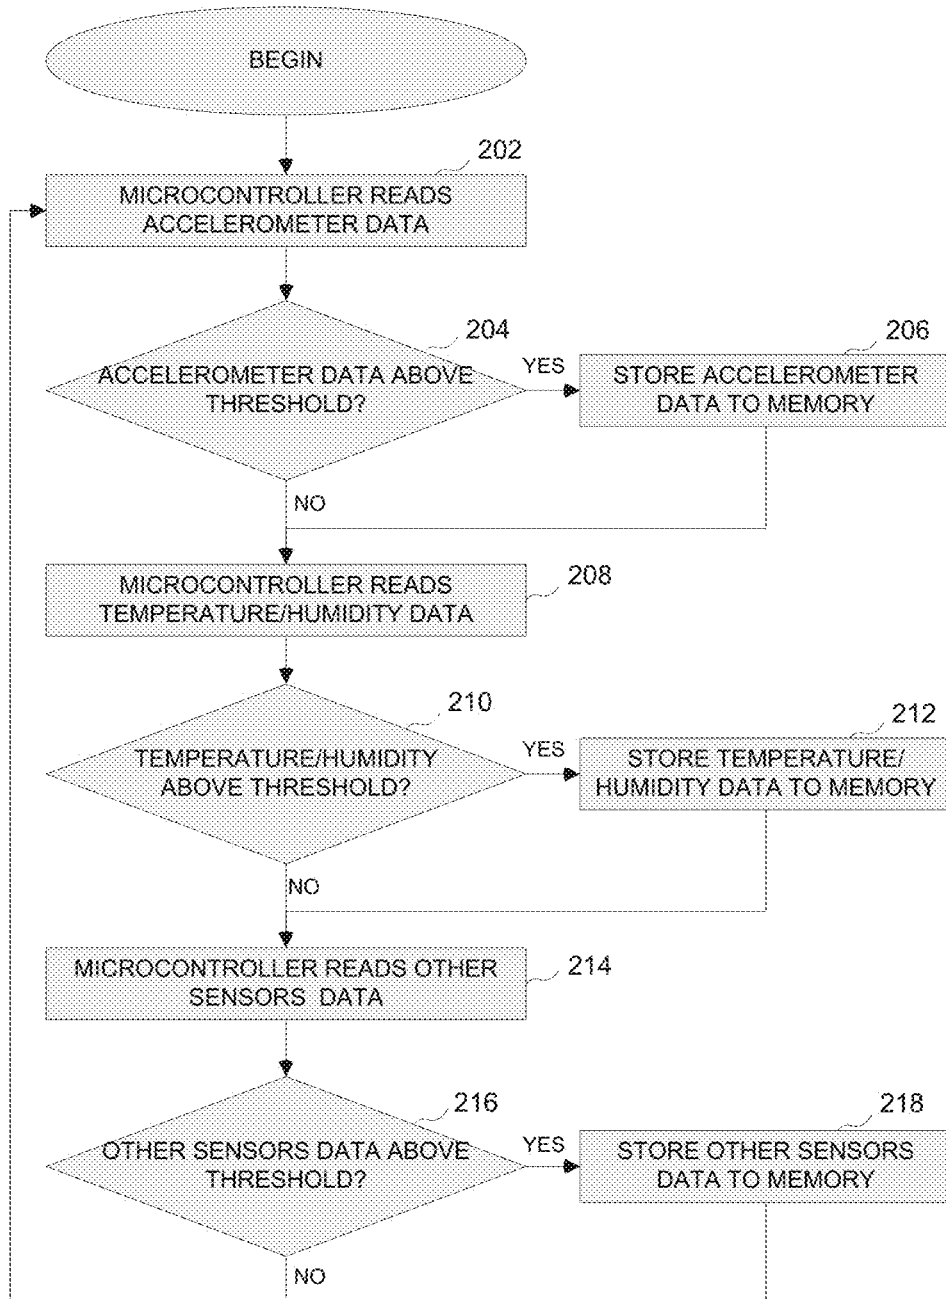 BEGIN
202
MICROCONTROLLER READS
ACCELEROMETER DATA
204
ACCELEROMETER DATA ABOVE
THRESHOLD?
YES
206
STORE ACCELEROMETER
DATA TO MEMORY
NO
MICROCONTROLLER READS
TEMPERATURE/HUMIDITY DATA
208
210
TEMPERATURE/HUMIDITY
ABOVE THRESHOLD?
YES
212
STORE TEMPERATURE/
HUMIDITY DATA TO MEMORY
NO
MICROCONTROLLER READS OTHER
SENSORS DATA
214
216
OTHER SENSORS DATA ABOVE
THRESHOLD?
YES
218
STORE OTHER SENSORS
DATA TO MEMORY
NO